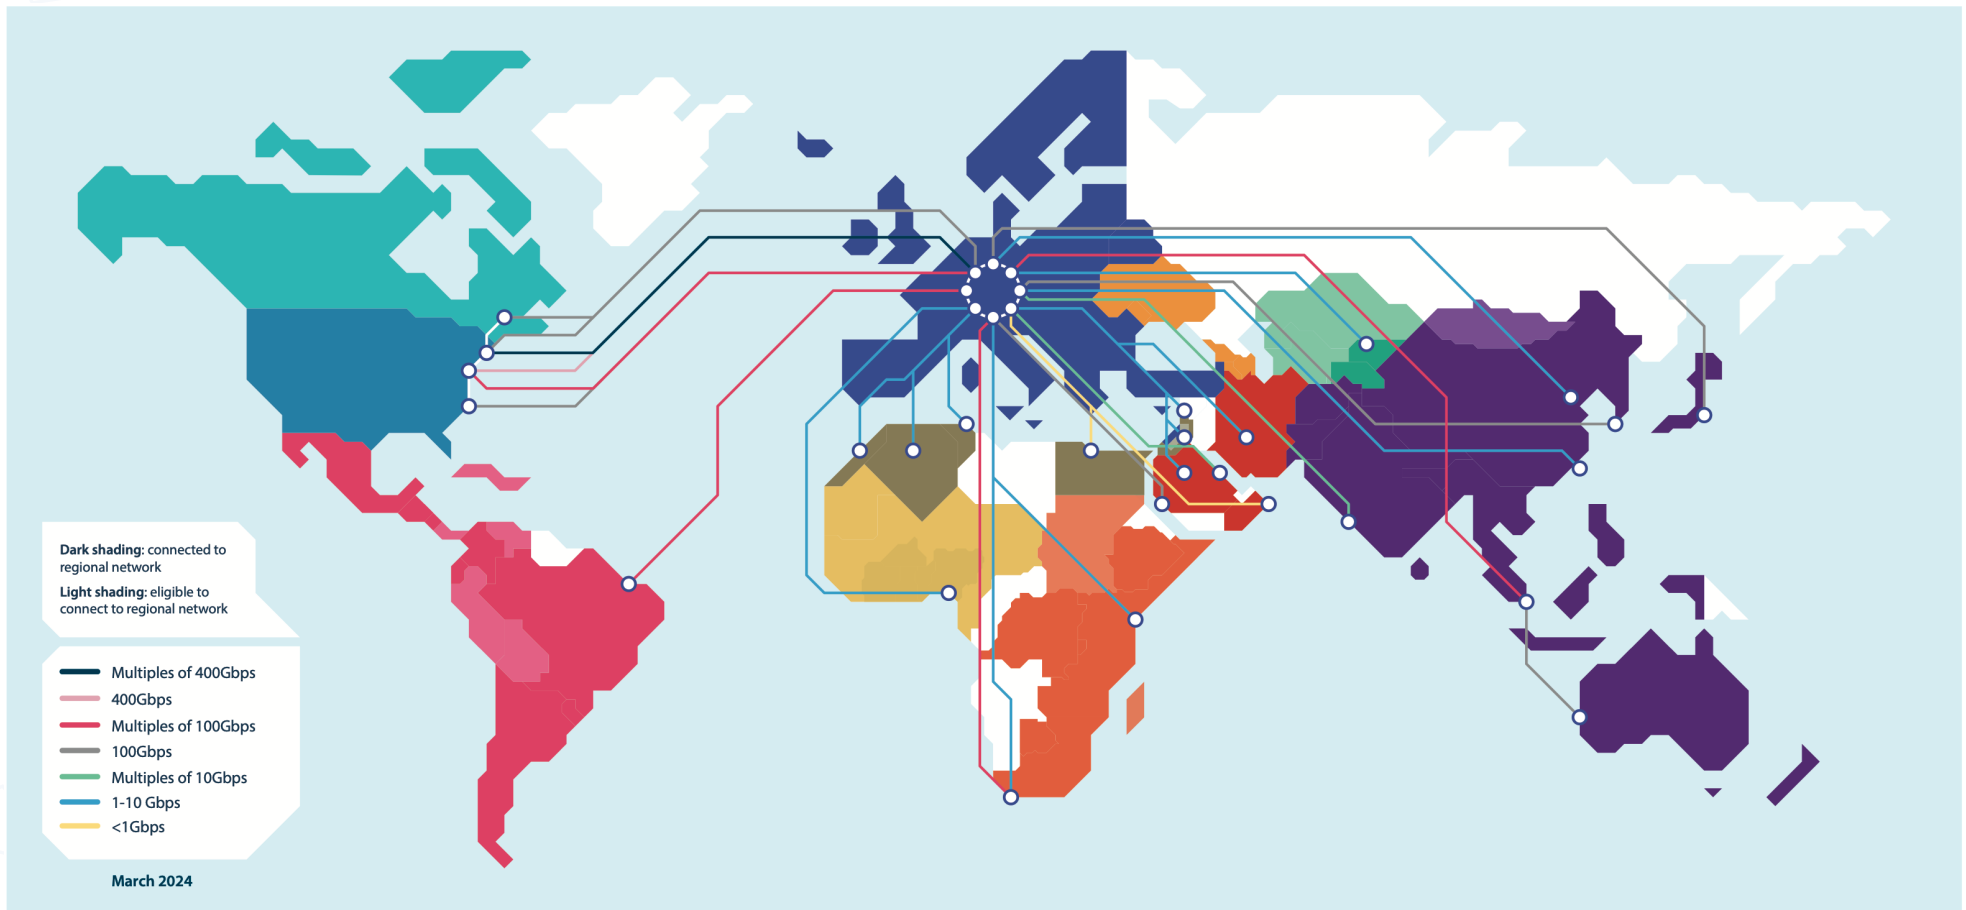 Dark shading: connected to
regional network
Light shading: eligible to
connect to regional network
Multiples of 400Gbps
400Gbps
Multiples of 100Gbps
100Gbps
Multiples of 10Gbps
1-10 Gbps
<1Gbps
March 2024